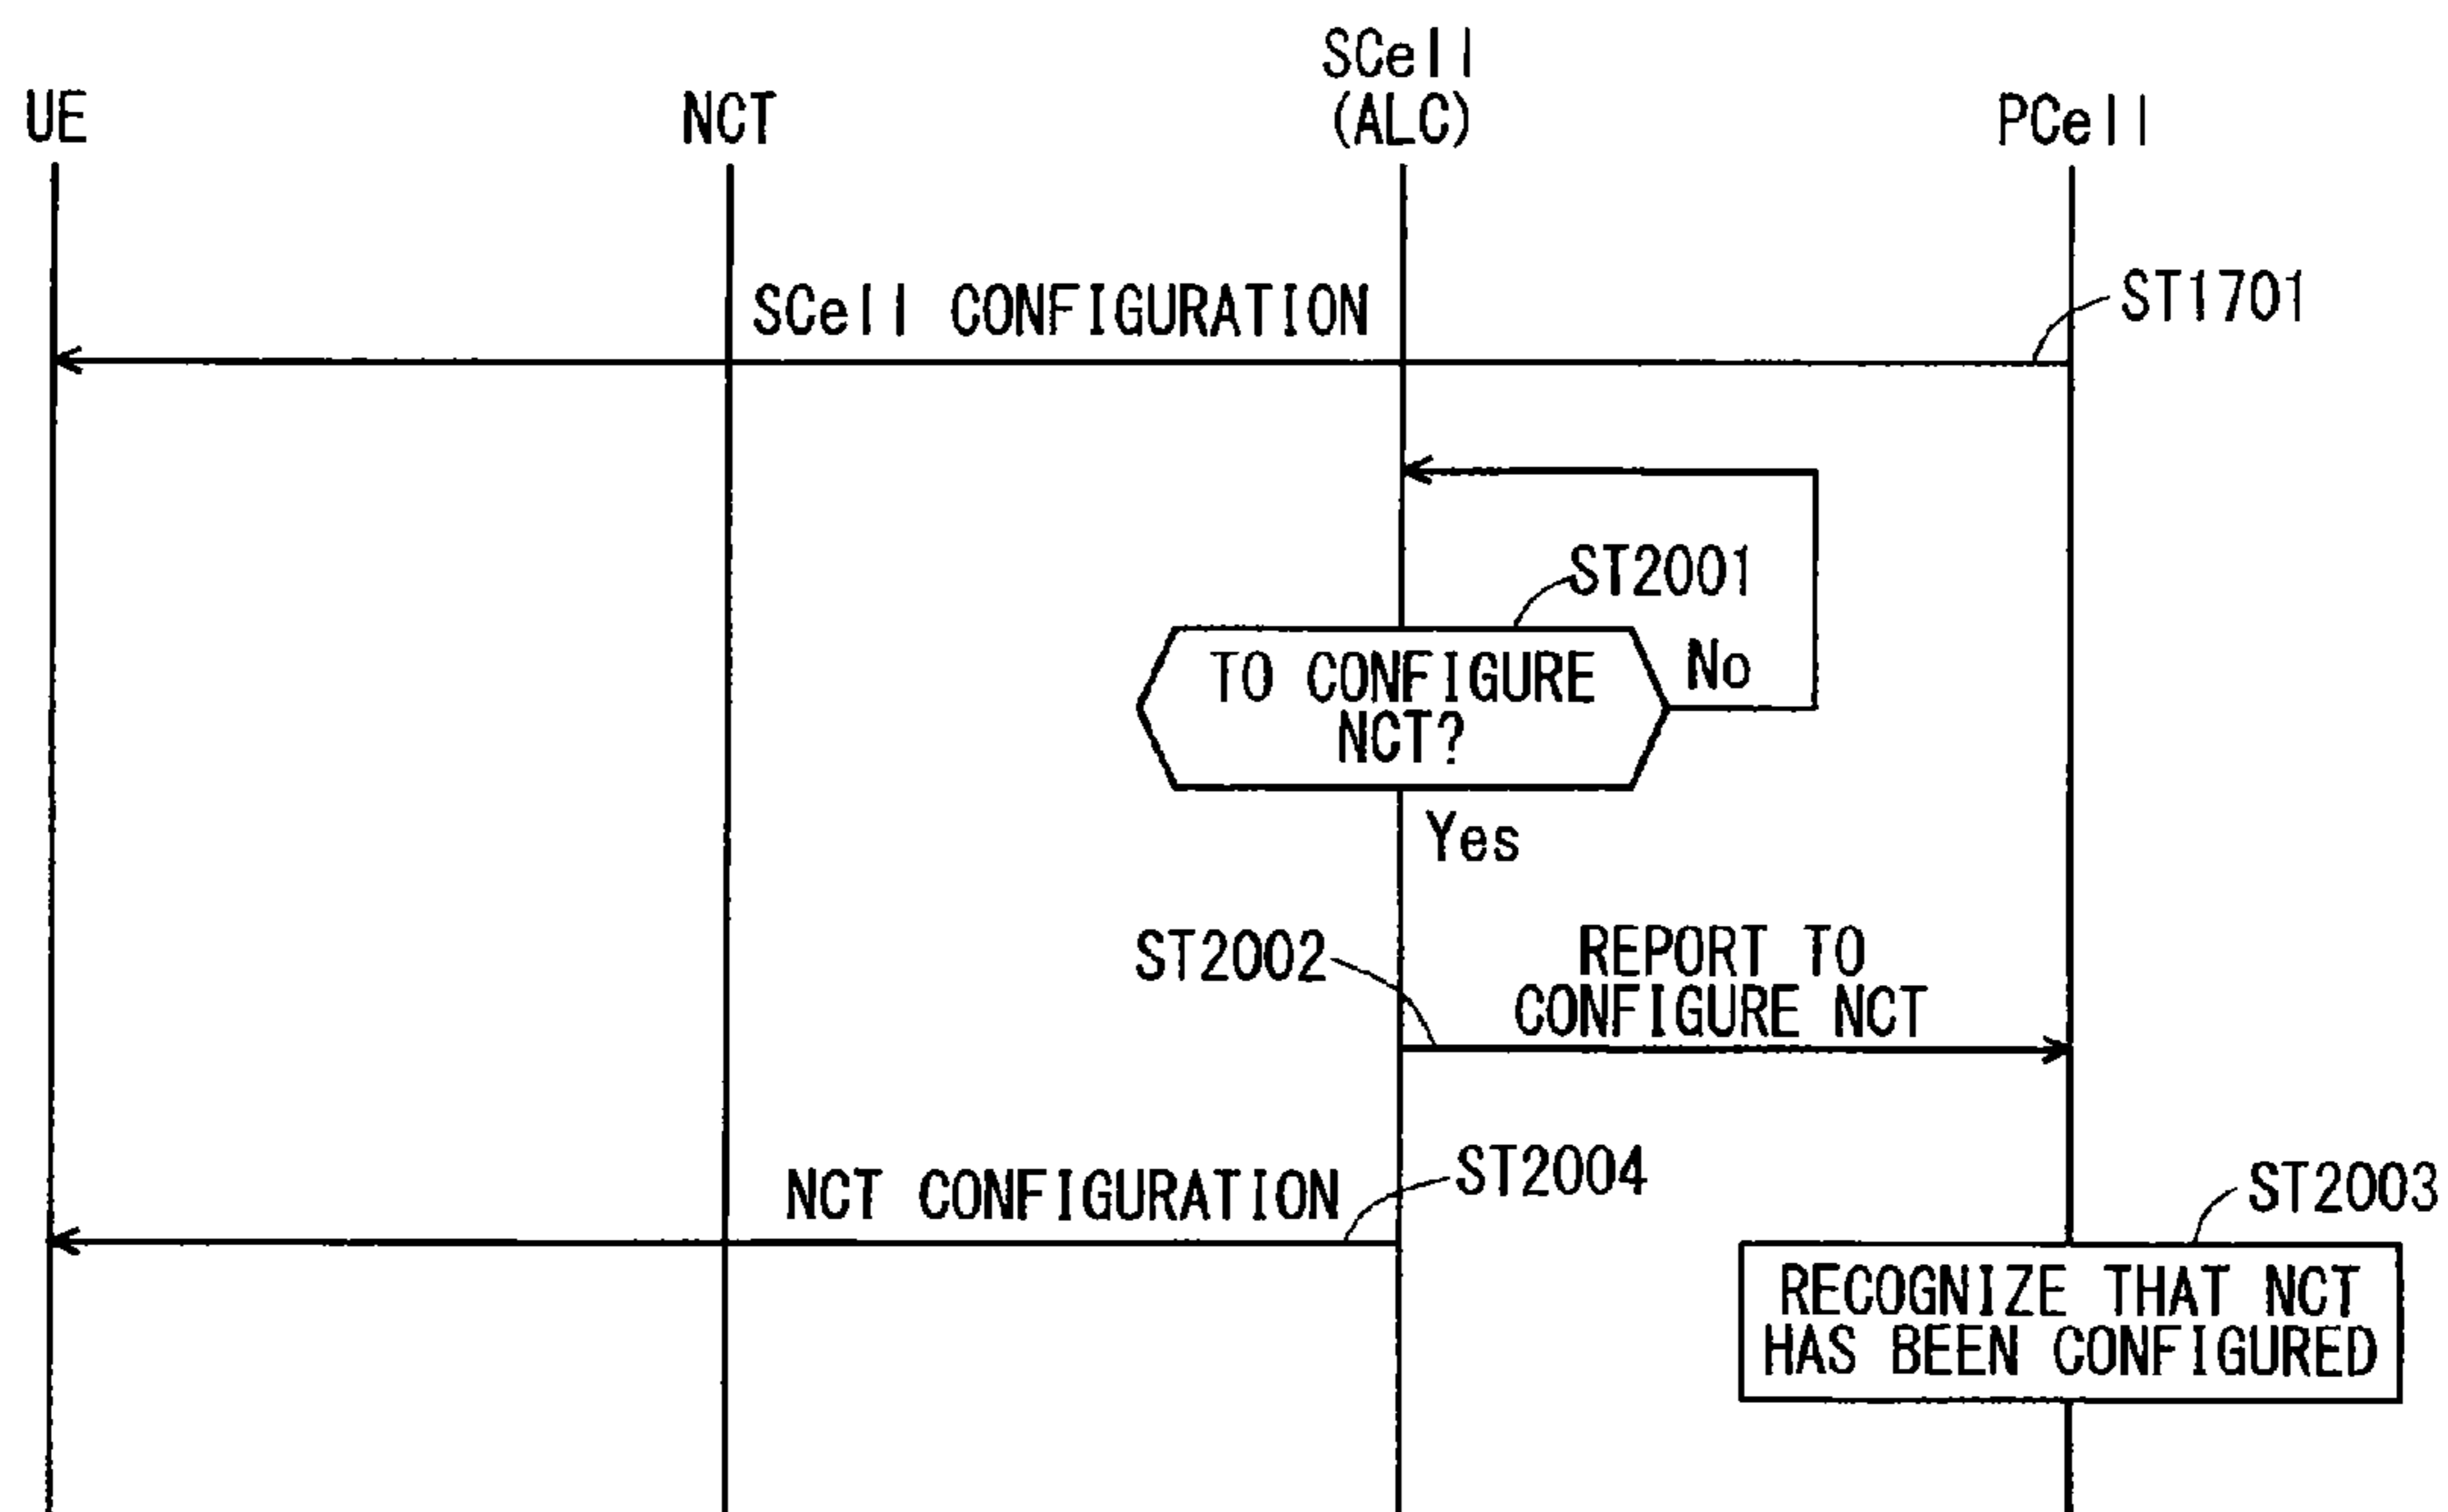 UE
NCT
SCell
(ALC)
PCell
SCell CONFIGURATION
ST1701
ST2001
TO CONFIGURE
NCT?
No
Yes
ST2002
REPORT TO
CONFIGURE NCT
NCT CONFIGURATION
ST2004
ST2003
RECOGNIZE THAT NCT
HAS BEEN CONFIGURED